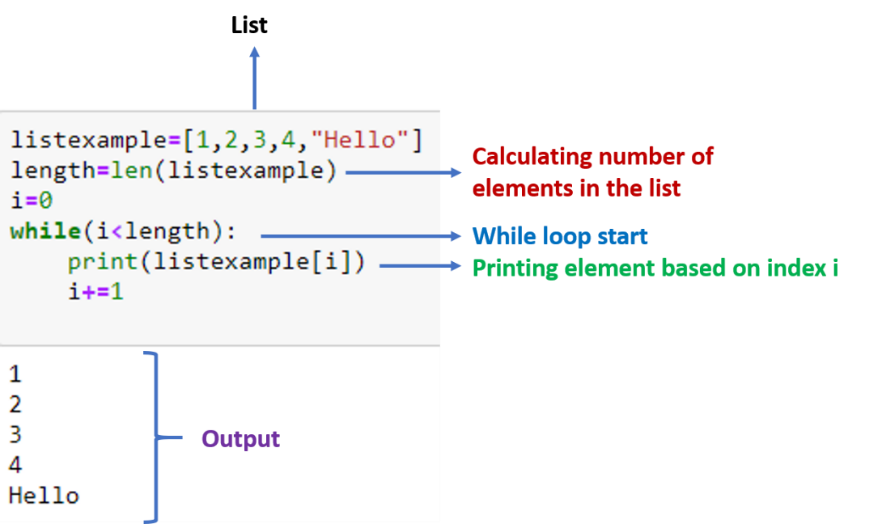 List
listexample=[1,2,3,4,"Hello"]
length=len(listexample)
Calculating number of
elements in the list
i=0
while(i<length):
While loop start
    print(listexample[i])
Printing element based on index i
    i+=1
1
2
3
4
Hello
Output